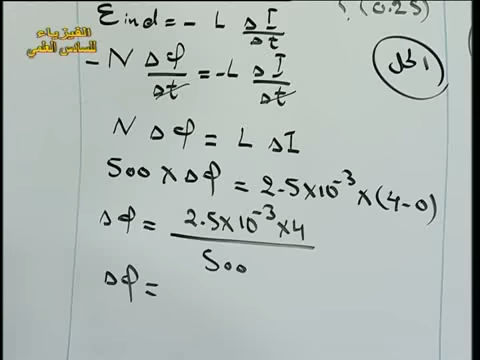 الفيزياء
للسادس العلمي
? (0.25)
الحل
Eind = - L ΔI/Δt
- N Δφ/Δt = - L ΔI/Δt
N Δφ = L ΔI
500 × Δφ = 2.5×10⁻³ × (4-0)
Δφ = 2.5×10⁻³×4 / 500
Δφ =